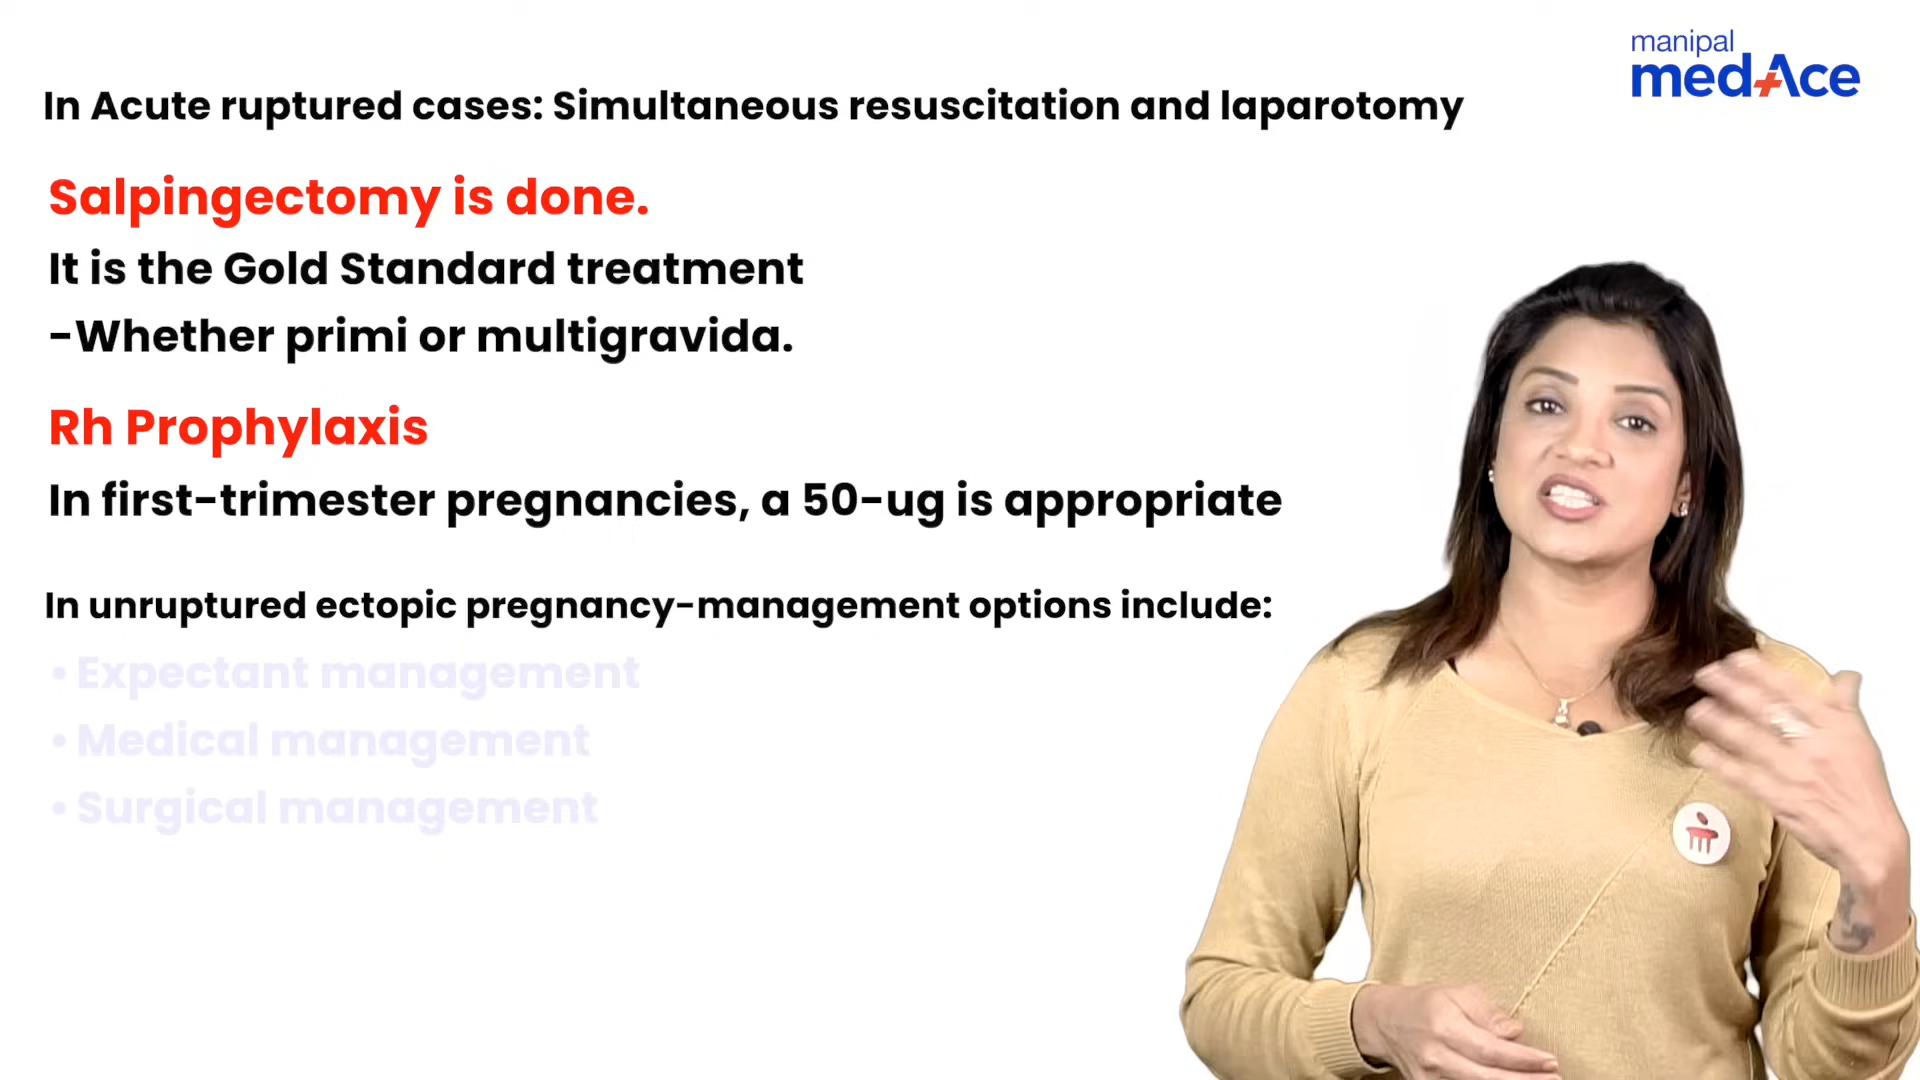 manipal
medAce
In Acute ruptured cases: Simultaneous resuscitation and laparotomy
Salpingectomy is done.
It is the Gold Standard treatment
-Whether primi or multigravida.
Rh Prophylaxis
In first-trimester pregnancies, a 50-ug is appropriate
In unruptured ectopic pregnancy-management options include:
• Expectant management
• Medical management
• Surgical management